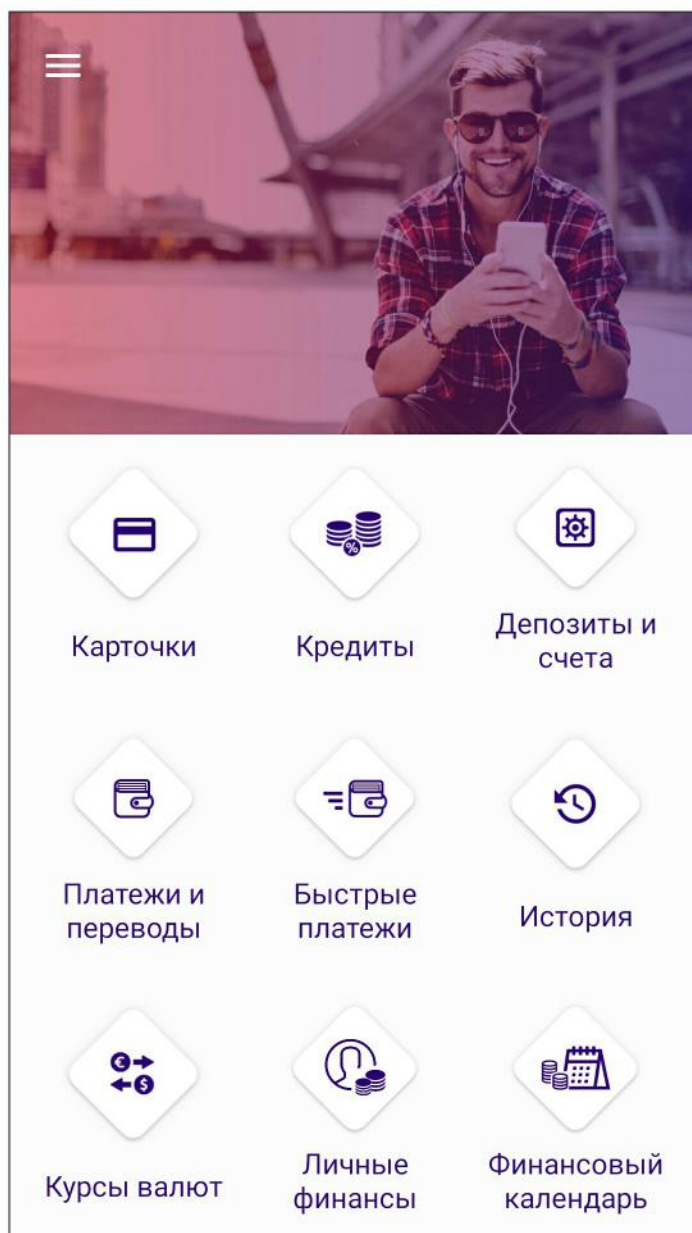 Карточки
Кредиты
Депозиты и
счета
Платежи и
переводы
Быстрые
платежи
История
Курсы валют
Личные
финансы
Финансовый
календарь